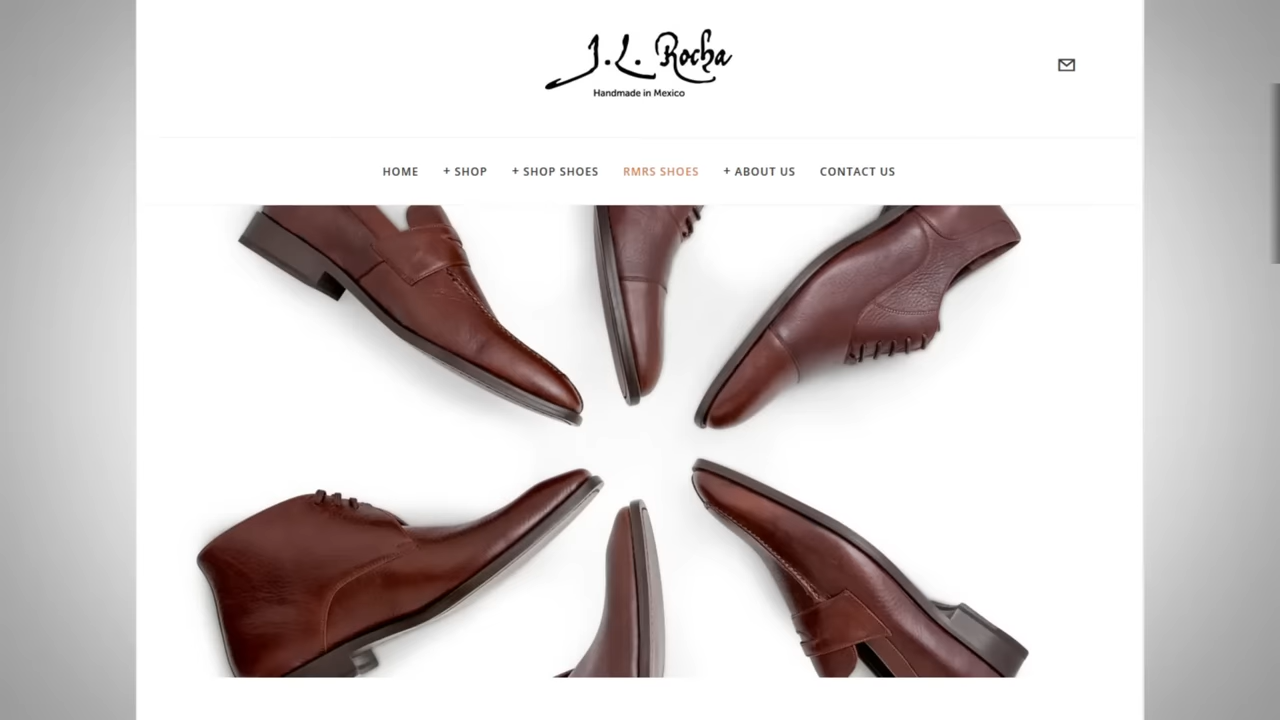 J.L. Rocha
Handmade in Mexico
HOME + SHOP + SHOP SHOES RMRS SHOES + ABOUT US CONTACT US